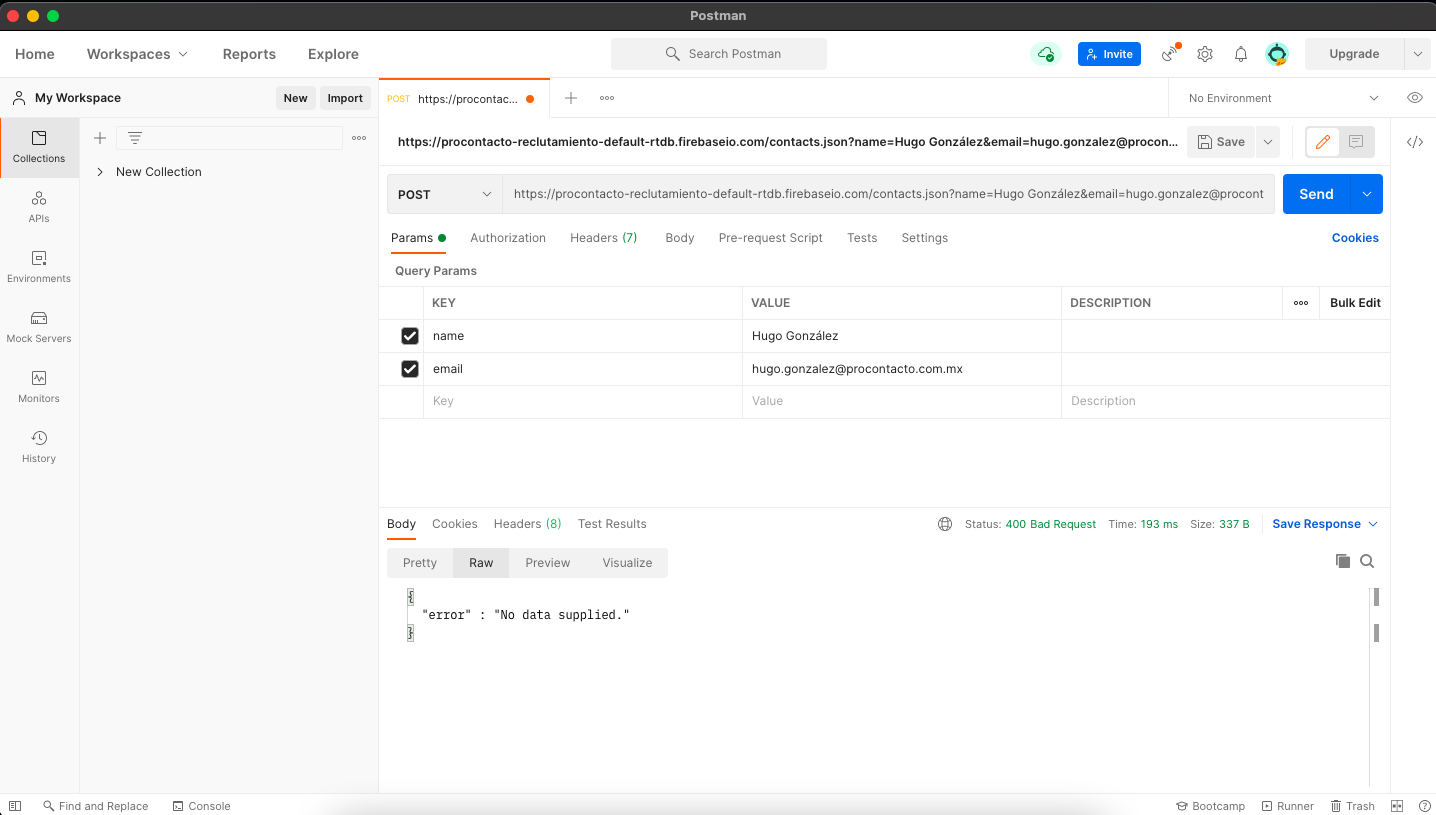 Postman
Home Workspaces Reports Explore Search Postman Invite Upgrade
My Workspace New Import POST https://procontac... No Environment
https://procontacto-reclutamiento-default-rtdb.firebaseio.com/contacts.json?name=Hugo González&email=hugo.gonzalez@procon... Save
Collections
New Collection
APIs
Environments
Mock Servers
Monitors
History
POST https://procontacto-reclutamiento-default-rtdb.firebaseio.com/contacts.json?name=Hugo González&email=hugo.gonzalez@procont Send
Params Authorization Headers (7) Body Pre-request Script Tests Settings Cookies
Query Params
KEY VALUE DESCRIPTION Bulk Edit
name Hugo González
email hugo.gonzalez@procontacto.com.mx
Key Value Description
Body Cookies Headers (8) Test Results Status: 400 Bad Request Time: 193 ms Size: 337 B Save Response
Pretty Raw Preview Visualize
{
"error" : "No data supplied."
}
Find and Replace Console Bootcamp Runner Trash